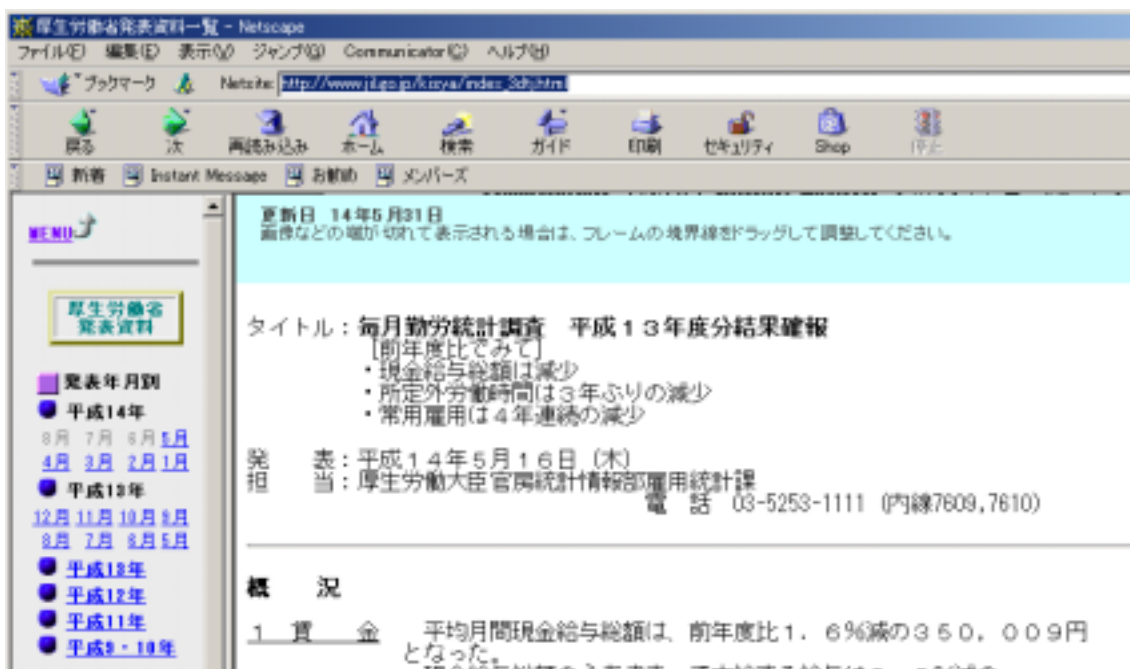 厚生労働省発表資料一覧 - Netscape
ファイル(F) 編集(E) 表示(V) ジャンプ(G) Communicator(C) ヘルプ(H)
ブックマーク Netsite: http://www.jil.go.jp/kisya/index_3dtj.html
戻る 次 再読み込み ホーム 検索 ガイド 印刷 セキュリティ Shop 停止
新着 Instant Message お勧め メンバーズ
MENU
厚生労働省
発表資料
発表年月別
平成14年
8月 7月 6月 5月
4月 3月 2月 1月
平成13年
12月 11月 10月 9月
8月 7月 6月 5月
平成13年
平成12年
平成11年
平成9・10年
更新日 14年5月31日
画像などの端が切れて表示される場合は、フレームの境界線をドラッグして調整してください。
タイトル:毎月勤労統計調査 平成13年度分結果確報
[前年度比でみて]
・現金給与総額は減少
・所定外労働時間は3年ぶりの減少
・常用雇用は4年連続の減少
発 表:平成14年5月16日 (木)
担 当:厚生労働大臣官房統計情報部雇用統計課
電 話 03-5253-1111 (内線7609,7610)
概 況
1 賃 金 平均月間現金給与総額は、前年度比1.6%減の350,009円
となった。